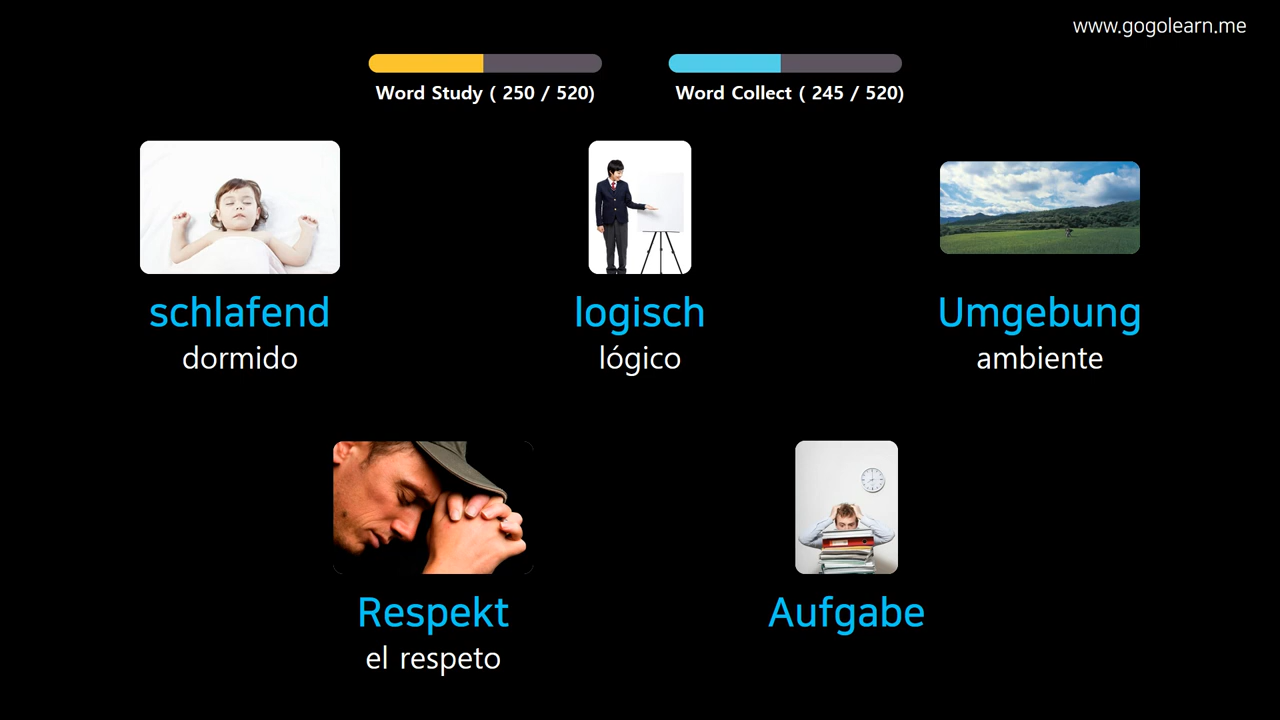 www.gogolearn.me
Word Study ( 250 / 520)
Word Collect ( 245 / 520)
schlafend
dormido
logisch
lógico
Umgebung
ambiente
Respekt
el respeto
Aufgabe